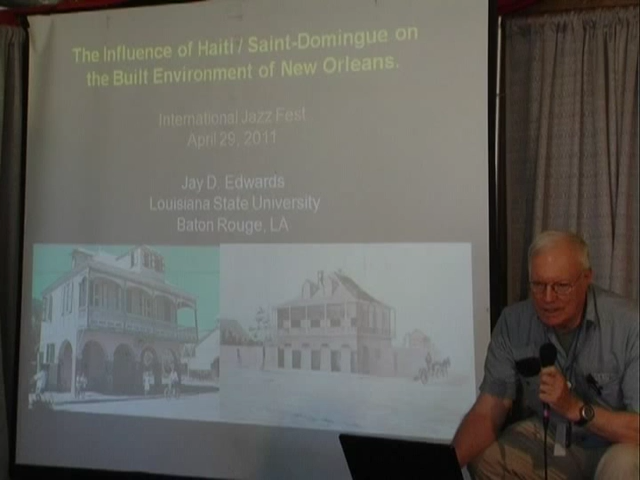 The Influence of Haiti / Saint-Domingue on
the Built Environment of New Orleans.
International Jazz Fest
April 29, 2011
Jay D. Edwards
Louisiana State University
Baton Rouge, LA